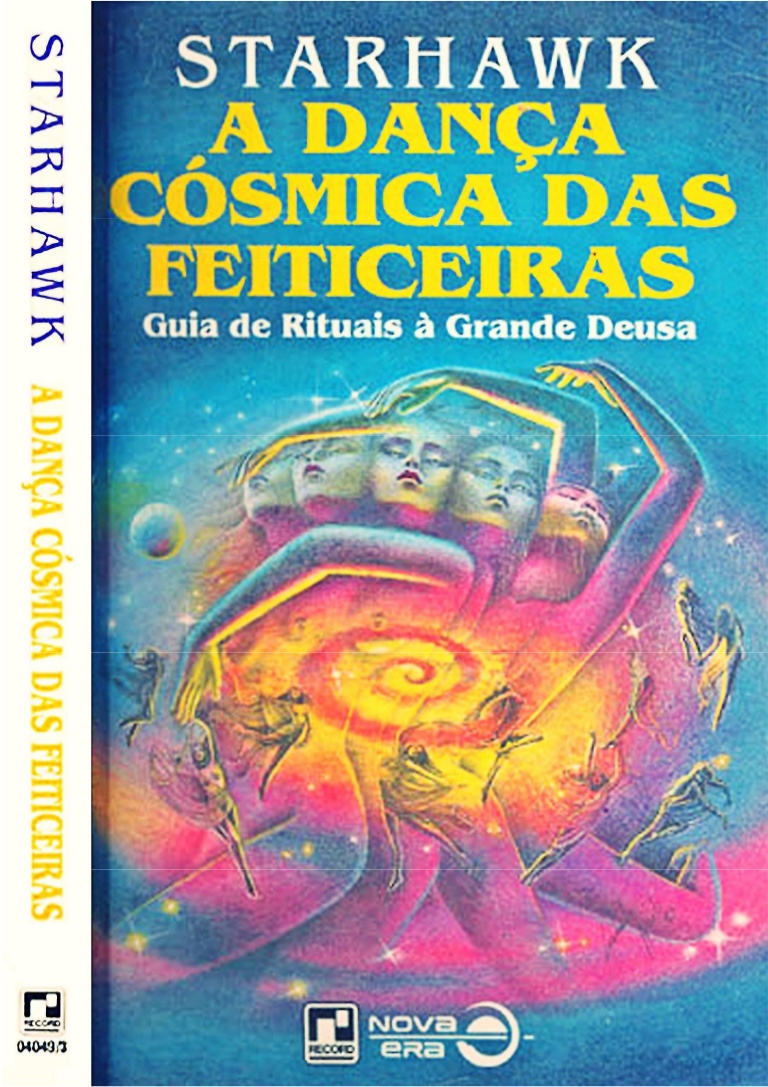 STARHAWK
A DANÇA CÓSMICA DAS FEITICEIRAS
RECORD
04049/3
STARHAWK
A DANÇA
CÓSMICA DAS
FEITICEIRAS
Guia de Rituais à Grande Deusa
RECORD
NOVA
ERA